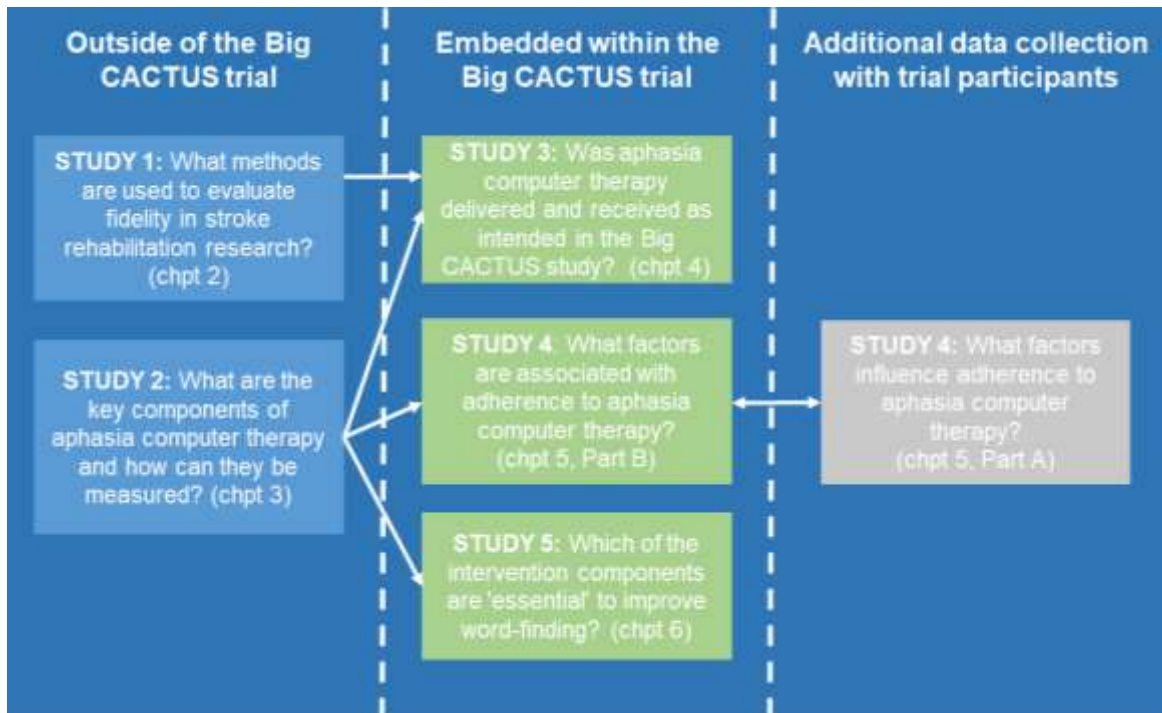 Outside of the Big
CACTUS trial
STUDY 1: What methods
are used to evaluate
fidelity in stroke
rehabilitation research?
(chpt 2)
STUDY 2: What are the
key components of
aphasia computer therapy
and how can they be
measured? (chpt 3)
Embedded within the
Big CACTUS trial
STUDY 3: Was aphasia
computer therapy
delivered and received as
intended in the Big
CACTUS study? (chpt 4)
STUDY 4. What factors
are associated with
adherence to aphasia
computer therapy?
(chpt 5, Part B)
STUDY 5: Which of the
intervention components
are 'essential' to improve
word-finding? (chpt 6)
Additional data collection
with trial participants
STUDY 4: What factors
influence adherence to
aphasia computer
therapy?
(chpt 5, Part A)